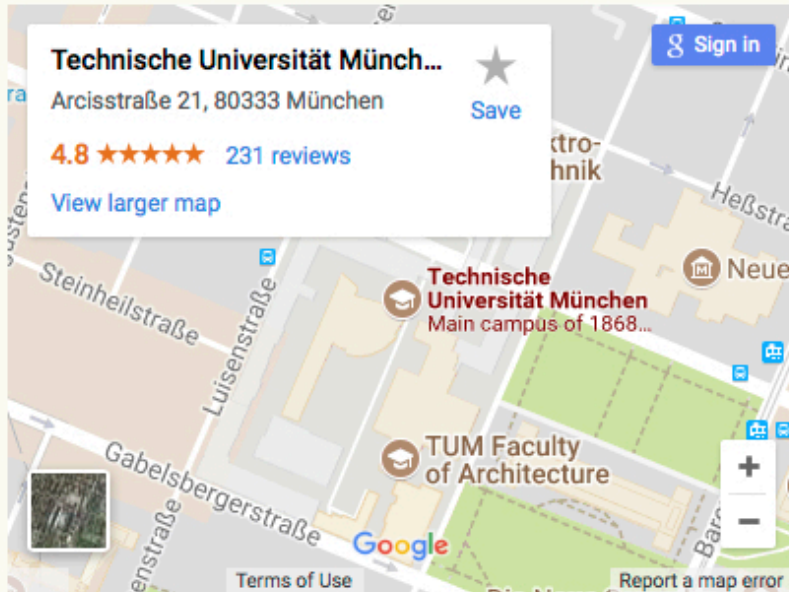 Technische Universität Münch...
Arcisstraße 21, 80333 München
4.8
231 reviews
View larger map
Save
Sign in
Heßstra
Neue
Technische
Universität München
Main campus of 1868...
Steinheilstraße
Luisenstraße
TUM Faculty
of Architecture
Gabelsbergerstraße
Google
Terms of Use
Report a map error